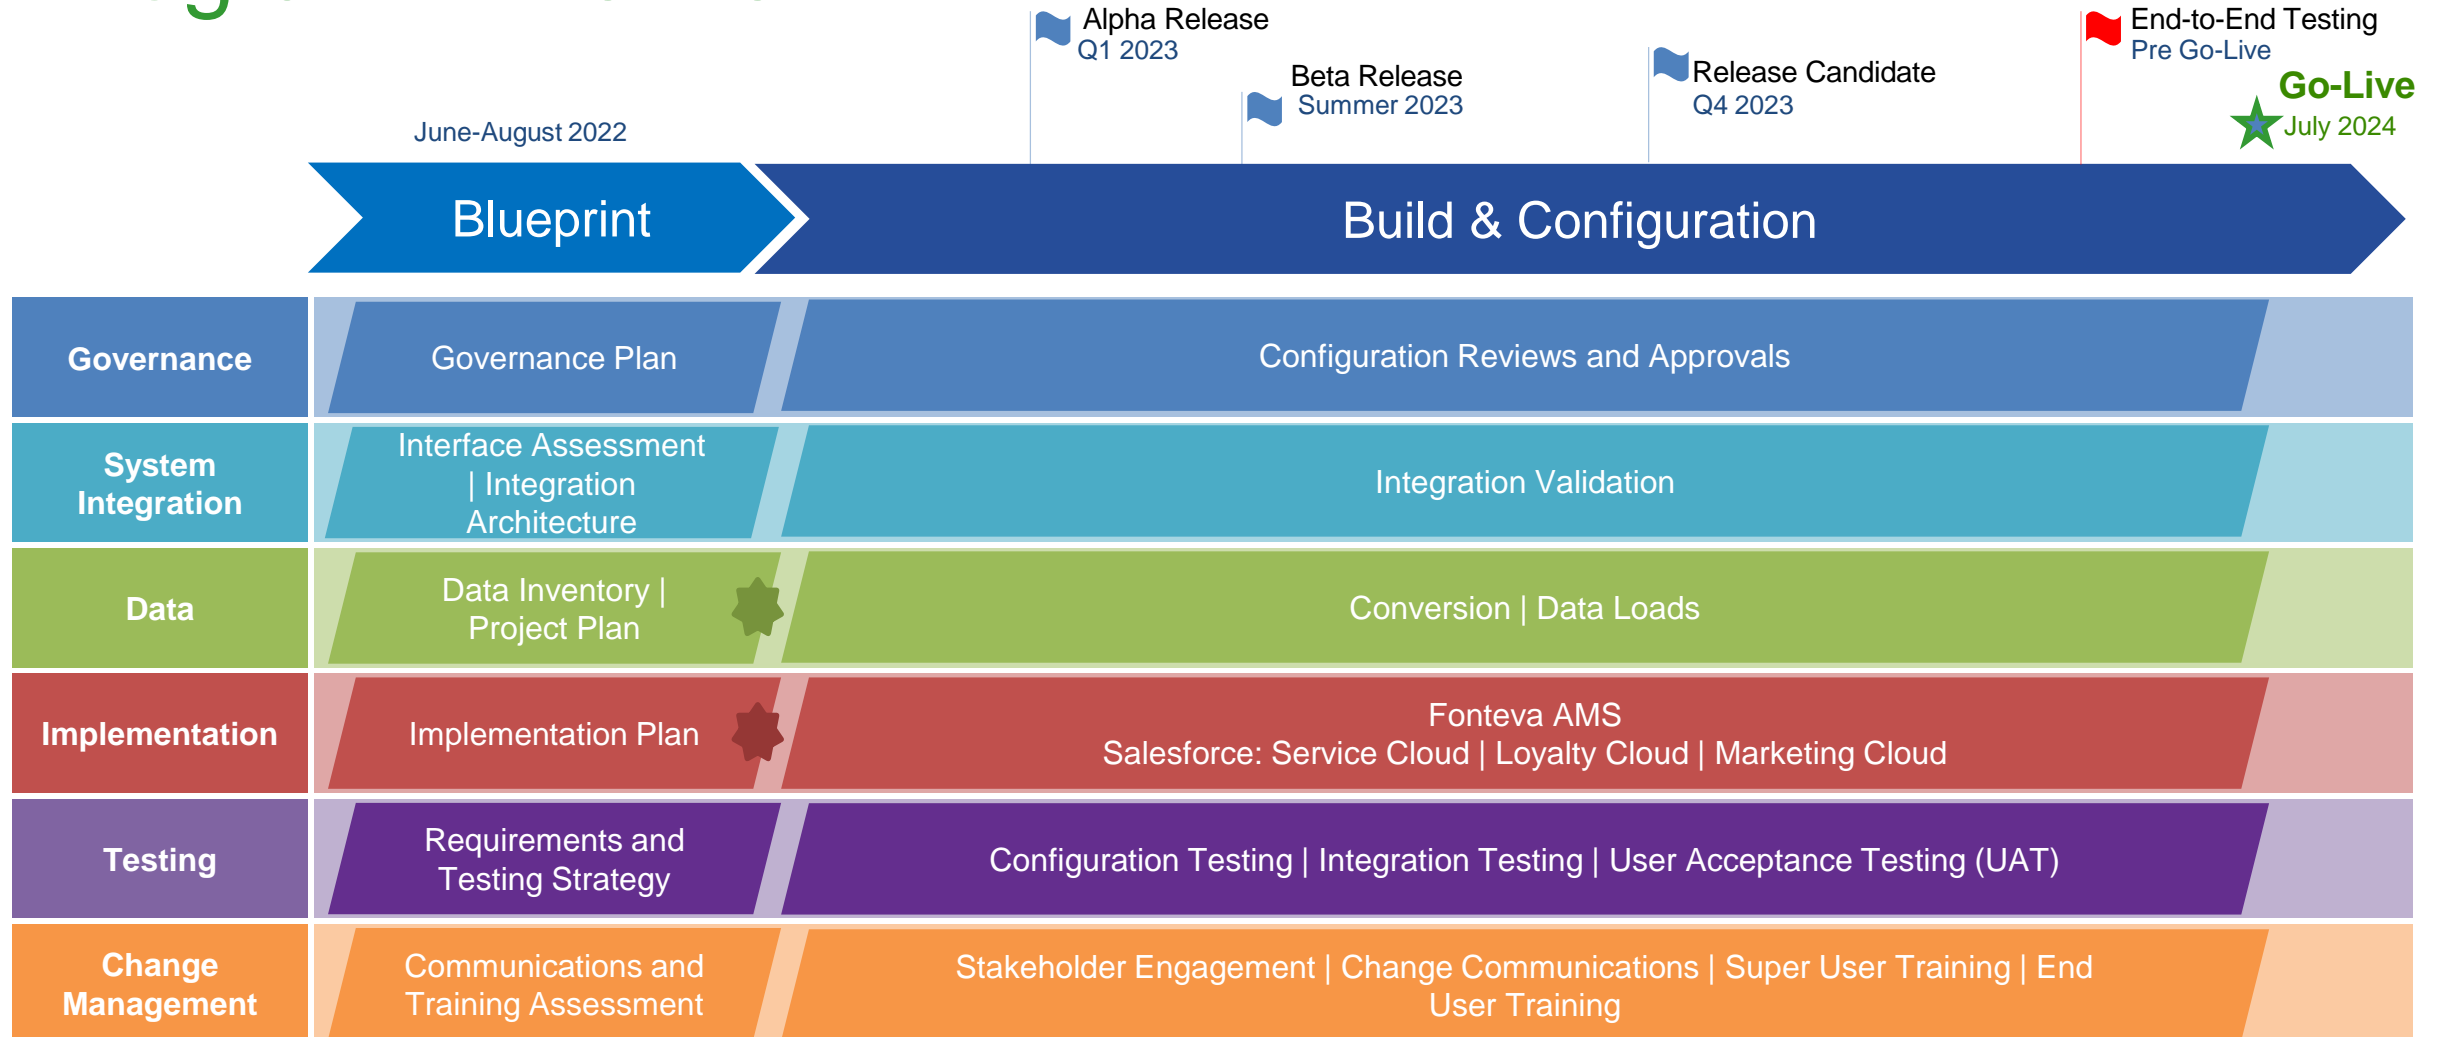 Alpha Release
Q1 2023
Beta Release
Summer 2023
Release Candidate
Q4 2023
End-to-End Testing
Pre Go-Live
Go-Live
July 2024
June-August 2022
Blueprint
Build & Configuration
Governance
Governance Plan
Configuration Reviews and Approvals
System
Integration
Interface Assessment
| Integration
Architecture
Integration Validation
Data
Data Inventory |
Project Plan
Conversion | Data Loads
Implementation
Implementation Plan
Fonteva AMS
Salesforce: Service Cloud | Loyalty Cloud | Marketing Cloud
Testing
Requirements and
Testing Strategy
Configuration Testing | Integration Testing | User Acceptance Testing (UAT)
Change
Management
Communications and
Training Assessment
Stakeholder Engagement | Change Communications | Super User Training | End
User Training